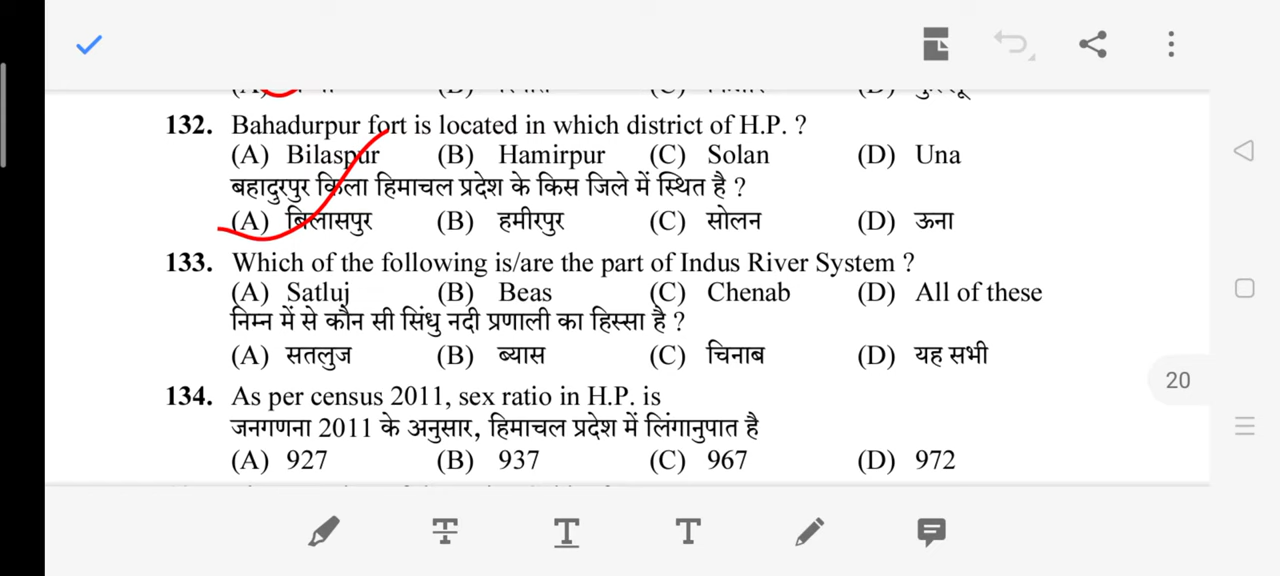 132. Bahadurpur fort is located in which district of H.P. ?
(A) Bilaspur (B) Hamirpur (C) Solan (D) Una
बहादुरपुर किला हिमाचल प्रदेश के किस जिले में स्थित है ?
(A) बिलासपुर (B) हमीरपुर (C) सोलन (D) ऊना
133. Which of the following is/are the part of Indus River System ?
(A) Satluj (B) Beas (C) Chenab (D) All of these
निम्न में से कौन सी सिंधु नदी प्रणाली का हिस्सा है ?
(A) सतलुज (B) ब्यास (C) चिनाब (D) यह सभी
20
134. As per census 2011, sex ratio in H.P. is
जनगणना 2011 के अनुसार, हिमाचल प्रदेश में लिंगानुपात है
(A) 927 (B) 937 (C) 967 (D) 972